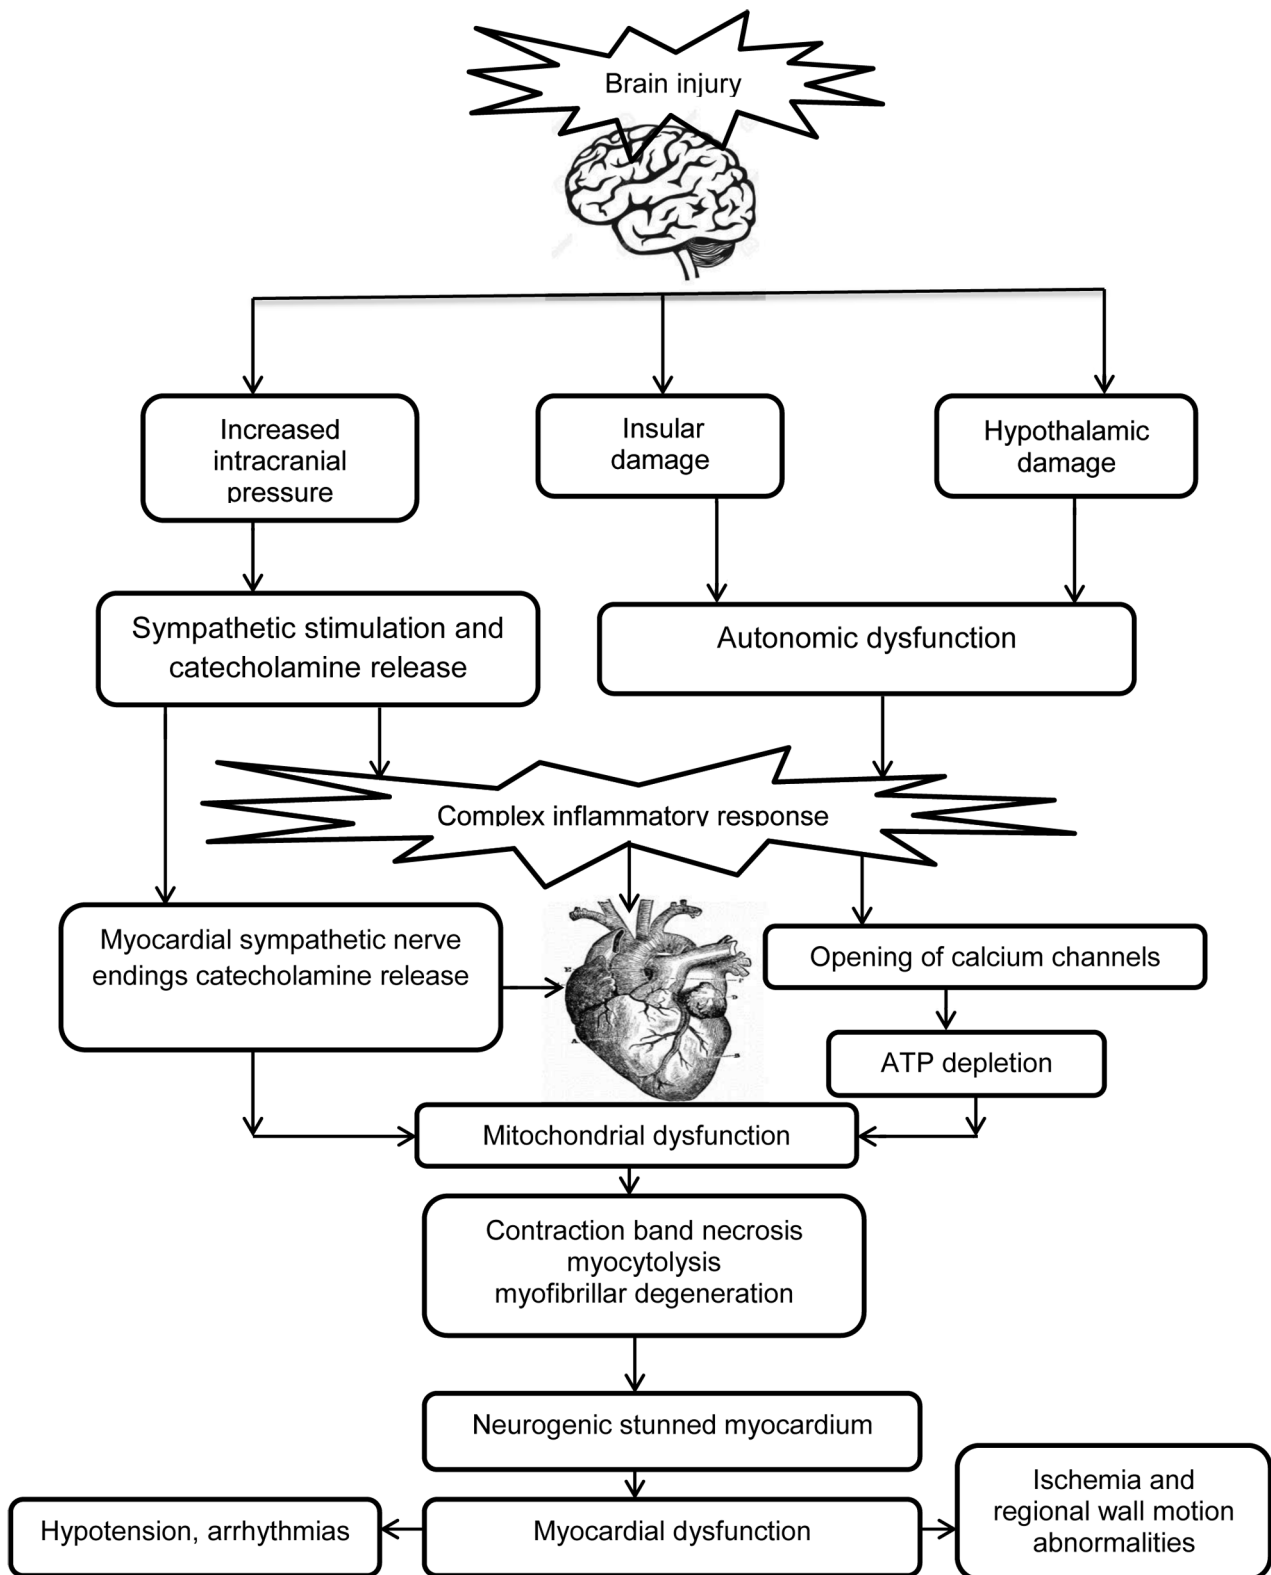 Brain injury
Increased
intracranial
pressure
Insular
damage
Hypothalamic
damage
Sympathetic stimulation and
catecholamine release
Autonomic dysfunction
Complex inflammatory response
Myocardial sympathetic nerve
endings catecholamine release
Opening of calcium channels
ATP depletion
Mitochondrial dysfunction
Contraction band necrosis
myocytolysis
myofibrillar degeneration
Neurogenic stunned myocardium
Myocardial dysfunction
Hypotension, arrhythmias
Ischemia and
regional wall motion
abnormalities